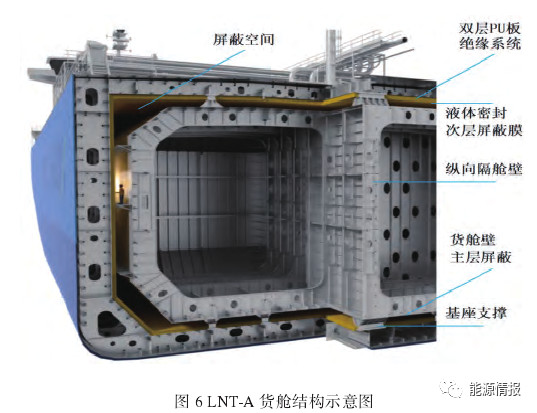 屏蔽空间
双层PU板
绝缘系统
液体密封
次层屏蔽膜
纵向隔舱壁
货舱壁
主层屏蔽
基座支撑
能源情报
图 6 LNT-A 货舱结构示意图